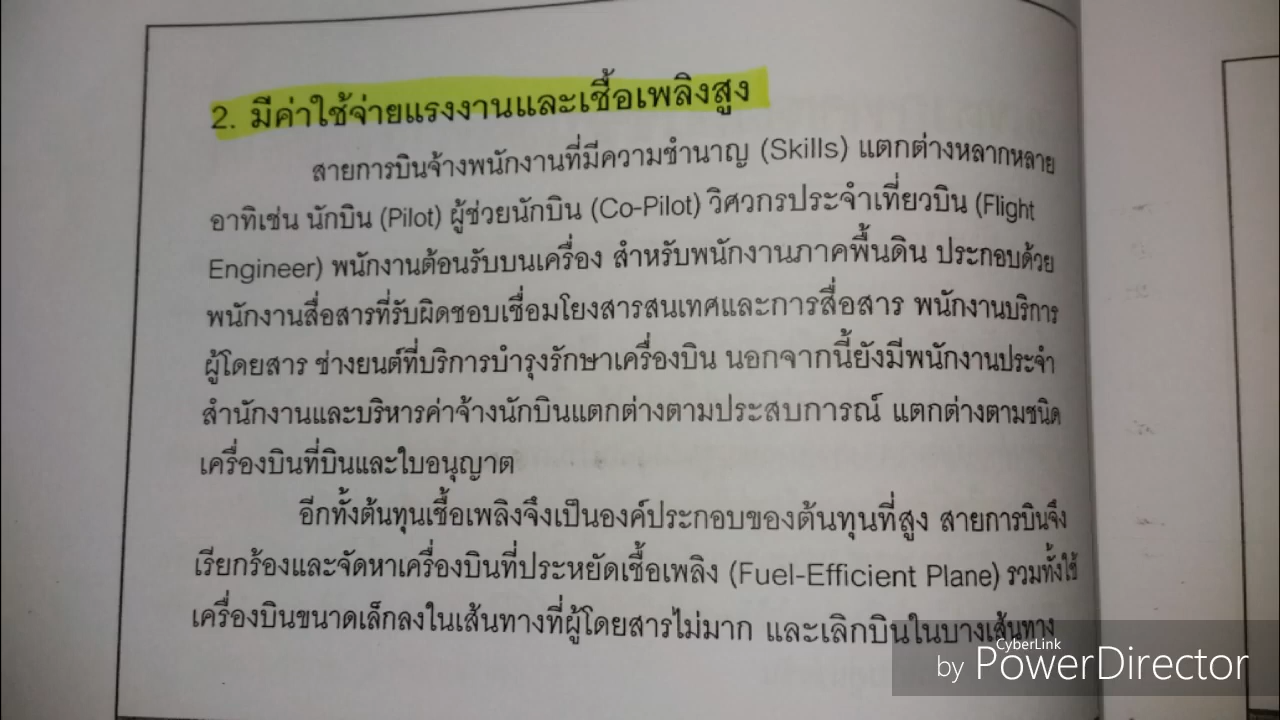 2. มีค่าใช้จ่ายแรงงานและเชื้อเพลิงสูง
สายการบินจ้างพนักงานที่มีความชำนาญ (Skills) แตกต่างหลากหลาย
อาทิเช่น นักบิน (Pilot) ผู้ช่วยนักบิน (Co-Pilot) วิศวกรประจำเที่ยวบิน (Flight
Engineer) พนักงานต้อนรับบนเครื่อง สำหรับพนักงานภาคพื้นดิน ประกอบด้วย
พนักงานสื่อสารที่รับผิดชอบเชื่อมโยงสารสนเทศและการสื่อสาร พนักงานบริการ
ผู้โดยสาร ช่างยนต์ที่บริการบำรุงรักษาเครื่องบิน นอกจากนี้ยังมีพนักงานประจำ
สำนักงานและบริหารค่าจ้างนักบินแตกต่างตามประสบการณ์ แตกต่างตามชนิด
เครื่องบินที่บินและใบอนุญาต
อีกทั้งต้นทุนเชื้อเพลิงจึงเป็นองค์ประกอบของต้นทุนที่สูง สายการบินจึง
เรียกร้องและจัดหาเครื่องบินที่ประหยัดเชื้อเพลิง (Fuel-Efficient Plane) รวมทั้งใช้
เครื่องบินขนาดเล็กลงในเส้นทางที่ผู้โดยสารไม่มาก และเลิกบินในบางเส้นทาง
CyberLink
by PowerDirector